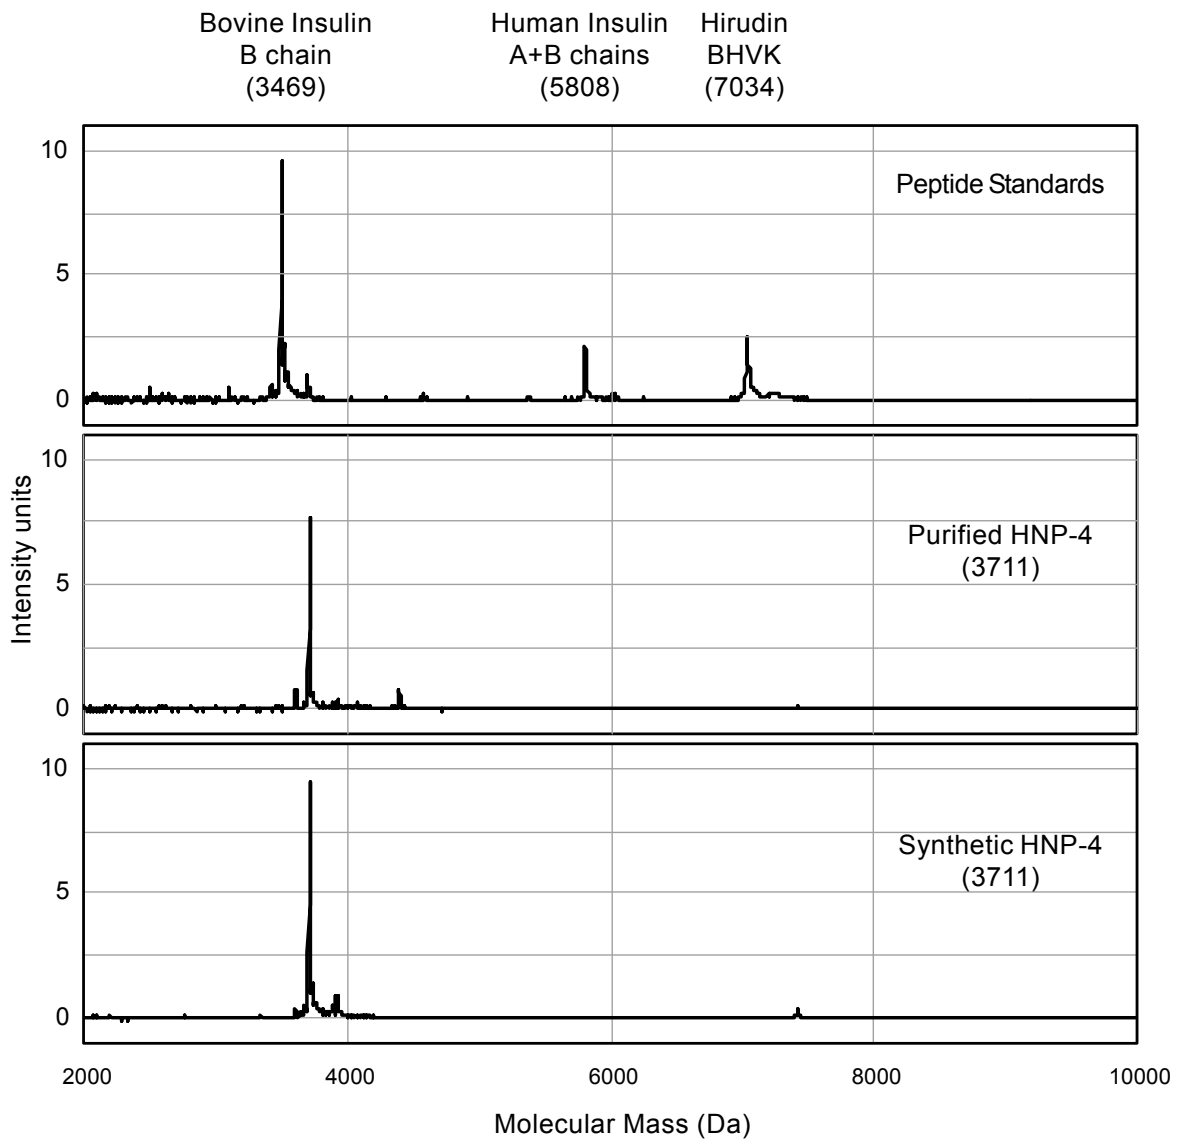 Bovine Insulin
B chain
(3469)
Human Insulin
A+B chains
(5808)
Hirudin
BHVK
(7034)
10
5
0
Peptide Standards
10
5
0
Purified HNP-4
(3711)
Intensity units
10
5
0
Synthetic HNP-4
(3711)
2000 4000 6000 8000 10000
Molecular Mass (Da)